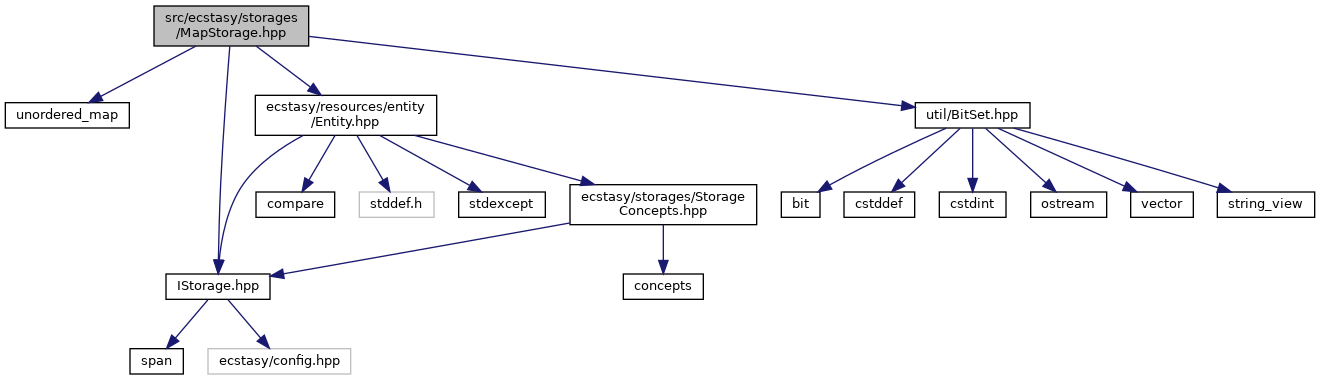 src/ecstasy/storages
/MapStorage.hpp
unordered_map
ecstasy/resources/entity
/Entity.hpp
util/BitSet.hpp
compare
stddef.h
stdexcept
ecstasy/storages/Storage
Concepts.hpp
bit
cstddef
cstdint
ostream
vector
string_view
IStorage.hpp
concepts
span
ecstasy/config.hpp